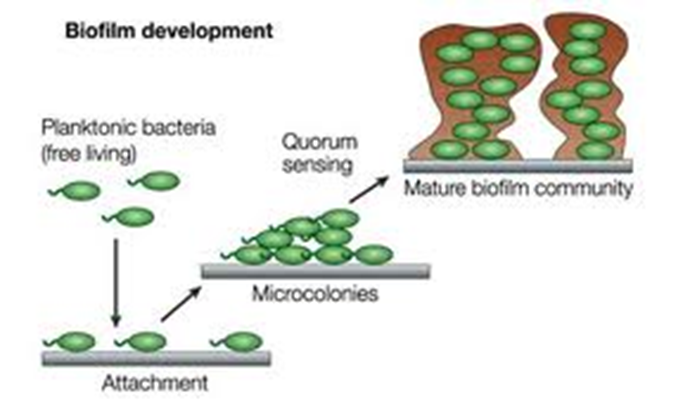 Biofilm development
Planktonic bacteria
(free living)
Quorum
sensing
Mature biofilm community
Microcolonies
Attachment